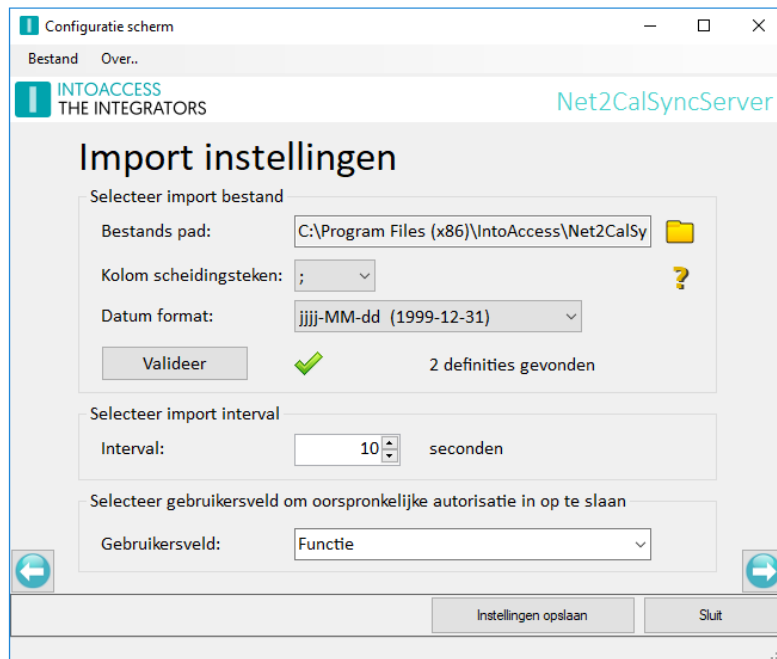 Configuratie scherm
Bestand Over..
INTOACCESS
THE INTEGRATORS
Net2CalSyncServer
Import instellingen
Selecteer import bestand
Bestands pad: C:\Program Files (x86)\IntoAccess\Net2CalSy
Kolom scheidingsteken: ;
Datum format: jjjj-MM-dd (1999-12-31)
Valideer 2 definities gevonden
Selecteer import interval
Interval: 10 seconden
Selecteer gebruikersveld om oorspronkelijke autorisatie in op te slaan
Gebruikersveld: Functie
Instellingen opslaan Sluit